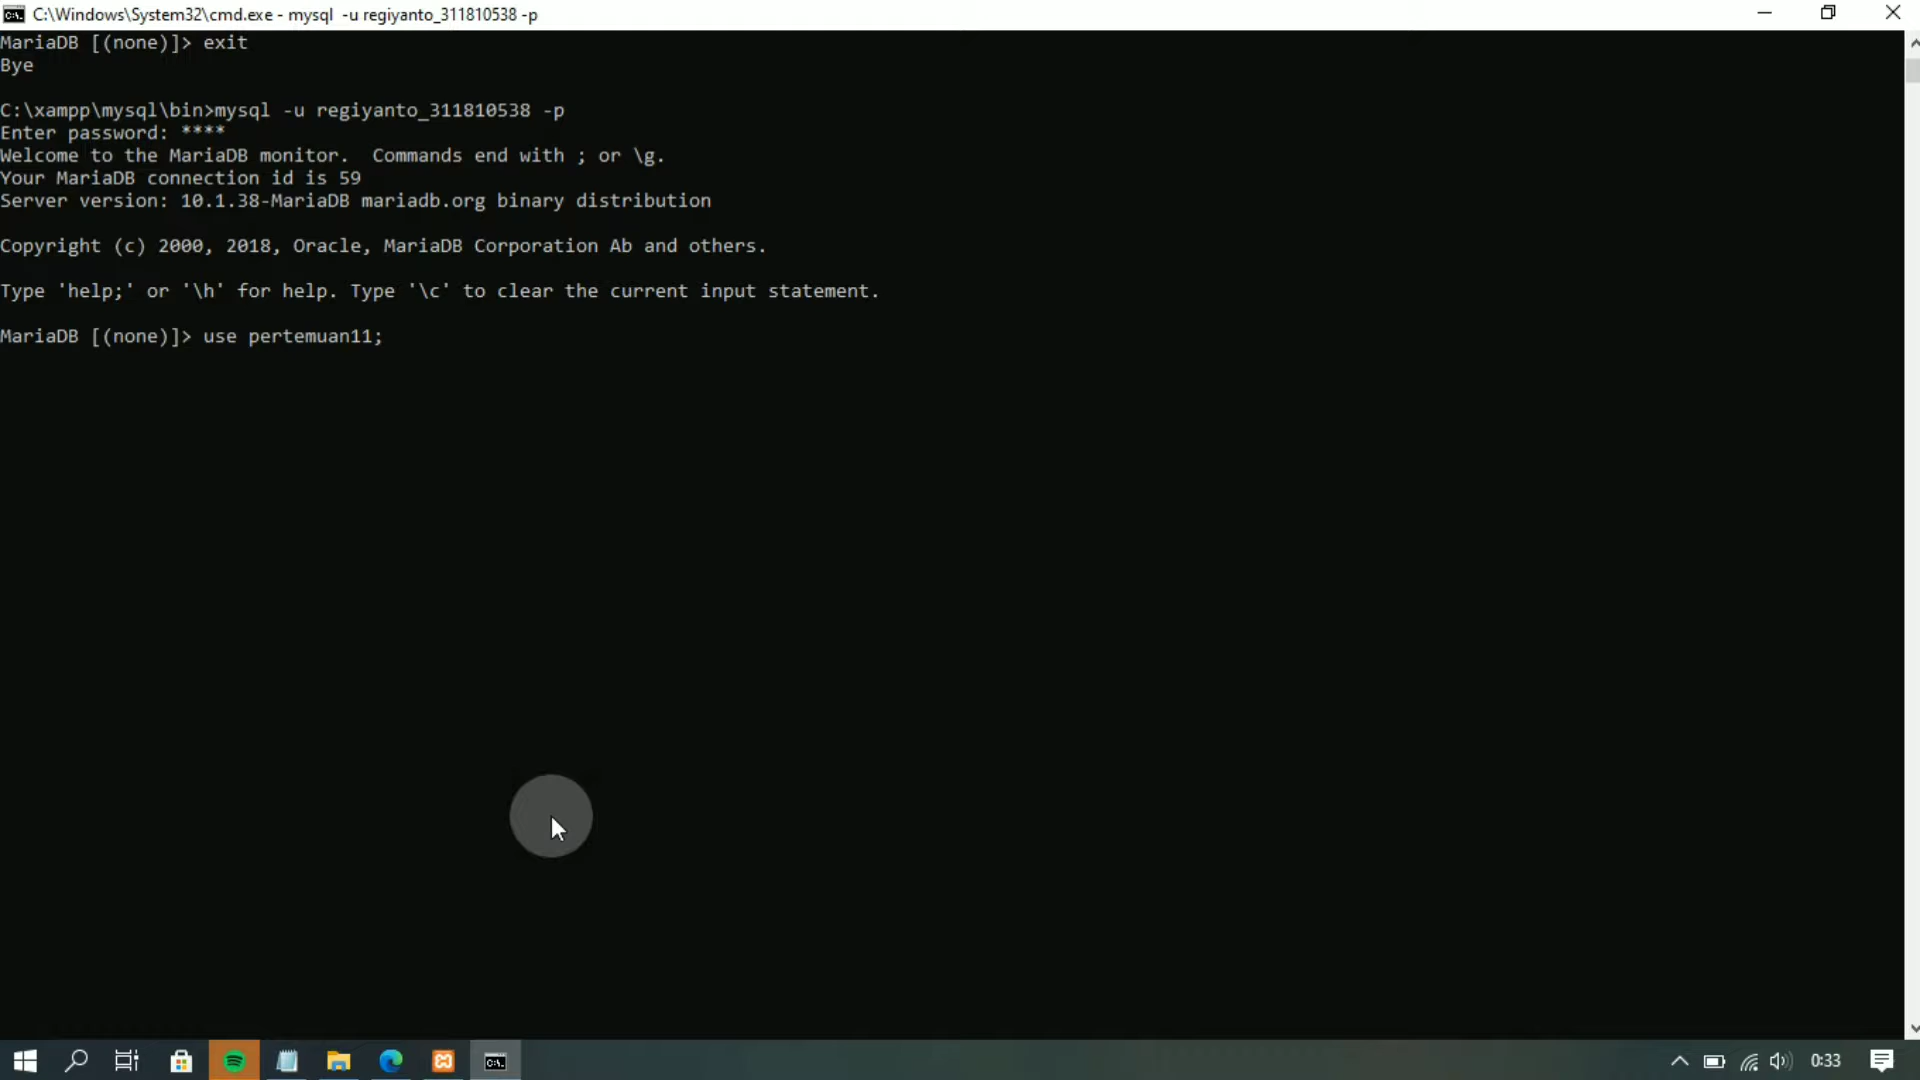 C:\Windows\System32\cmd.exe - mysql  -u regiyanto_311810538 -p
MariaDB [(none)]> exit
Bye
C:\xampp\mysql\bin>mysql -u regiyanto_311810538 -p
Enter password: ****
Welcome to the MariaDB monitor.  Commands end with ; or \g.
Your MariaDB connection id is 59
Server version: 10.1.38-MariaDB mariadb.org binary distribution
Copyright (c) 2000, 2018, Oracle, MariaDB Corporation Ab and others.
Type 'help;' or '\h' for help. Type '\c' to clear the current input statement.
MariaDB [(none)]> use pertemuan11;
0:33